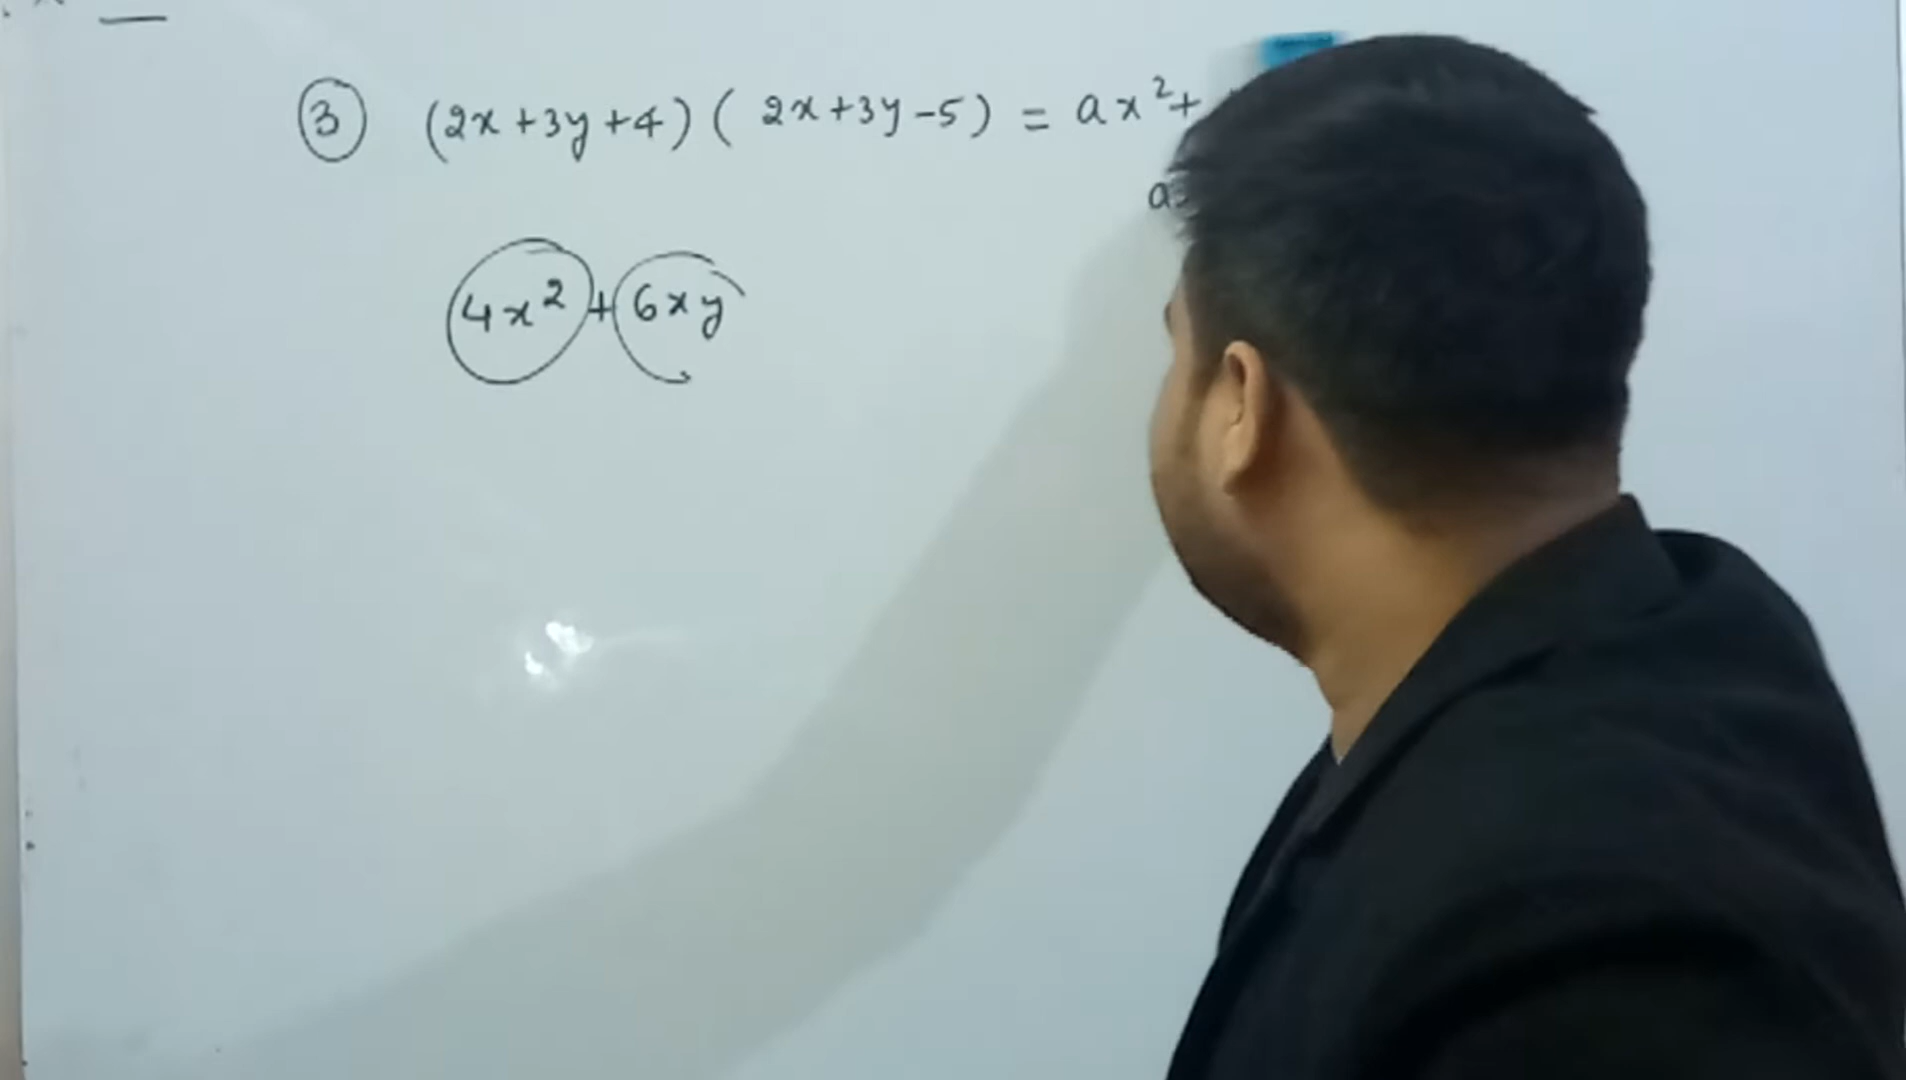 ③ (2x+3y+4)(2x+3y-5) = ax²+
a
4x²+6xy